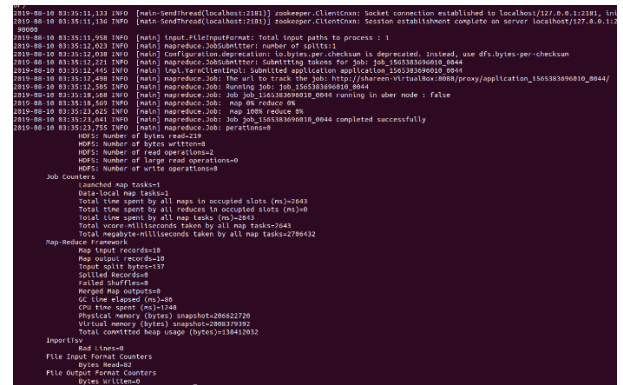 2019-08-10 03:35:11,133 INFO  [main-SendThread(localhost:2181)] zookeeper.ClientCnxn: Socket connection established to localhost/127.0.0.1:2181, ini
2019-08-10 03:35:11,136 INFO  [main-SendThread(localhost:2181)] zookeeper.ClientCnxn: Session establishment complete on server localhost/127.0.0.1:2
90000
2019-08-10 03:35:11,958 INFO  [main] input.FileInputFormat: Total input paths to process : 1
2019-08-10 03:35:12,023 INFO  [main] mapreduce.JobSubmitter: number of splits:1
2019-08-10 03:35:12,038 INFO  [main] Configuration.deprecation: io.bytes.per.checksum is deprecated. Instead, use dfs.bytes-per-checksum
2019-08-10 03:35:12,221 INFO  [main] mapreduce.JobSubmitter: Submitting tokens for job: job_1565383696010_0044
2019-08-10 03:35:12,445 INFO  [main] impl.YarnClientImpl: Submitted application application_1565383696010_0044
2019-08-10 03:35:12,498 INFO  [main] mapreduce.Job: The url to track the job: http://shareen-VirtualBox:8088/proxy/application_1565383696010_0044/
2019-08-10 03:35:12,505 INFO  [main] mapreduce.Job: Running job: job_1565383696010_0044
2019-08-10 03:35:18,568 INFO  [main] mapreduce.Job: Job job_1565383696010_0044 running in uber mode : false
2019-08-10 03:35:18,569 INFO  [main] mapreduce.Job:  map 0% reduce 0%
2019-08-10 03:35:23,625 INFO  [main] mapreduce.Job:  map 100% reduce 0%
2019-08-10 03:35:23,641 INFO  [main] mapreduce.Job: Job job_1565383696010_0044 completed successfully
2019-08-10 03:35:23,755 INFO  [main] mapreduce.Job: perations=0
HDFS: Number of bytes read=219
HDFS: Number of bytes written=0
HDFS: Number of read operations=2
HDFS: Number of large read operations=0
HDFS: Number of write operations=0
Job Counters
Launched map tasks=1
Data-local map tasks=1
Total time spent by all maps in occupied slots (ms)=2643
Total time spent by all reduces in occupied slots (ms)=0
Total time spent by all map tasks (ms)=2643
Total vcore-milliseconds taken by all map tasks=2643
Total megabyte-milliseconds taken by all map tasks=2706432
Map-Reduce Framework
Map input records=10
Map output records=10
Input split bytes=137
Spilled Records=0
Failed Shuffles=0
Merged Map outputs=0
GC time elapsed (ms)=86
CPU time spent (ms)=1240
Physical memory (bytes) snapshot=206622720
Virtual memory (bytes) snapshot=2008379392
Total committed heap usage (bytes)=138412032
ImportTsv
Bad Lines=0
File Input Format Counters
Bytes Read=82
File Output Format Counters
Bytes Written=0